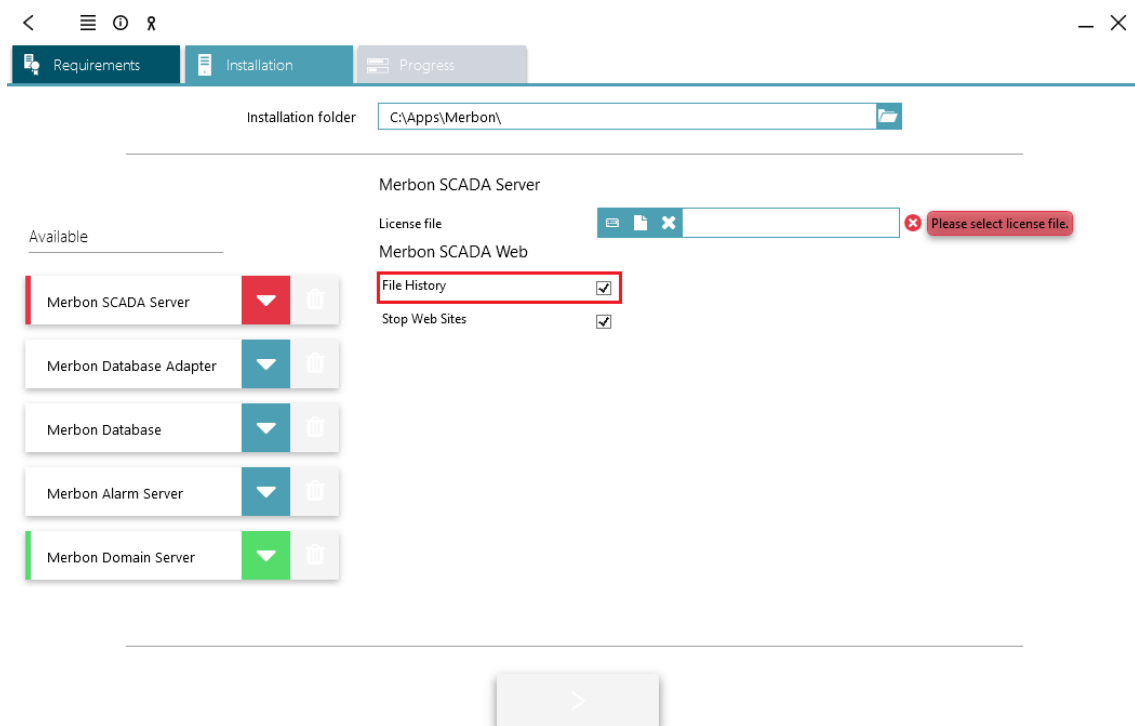 Requirements
Installation
Progress
Installation folder
C:\Apps\Merbon\
Merbon SCADA Server
License file
Please select license file.
Merbon SCADA Web
File History
Stop Web Sites
Available
Merbon SCADA Server
Merbon Database Adapter
Merbon Database
Merbon Alarm Server
Merbon Domain Server